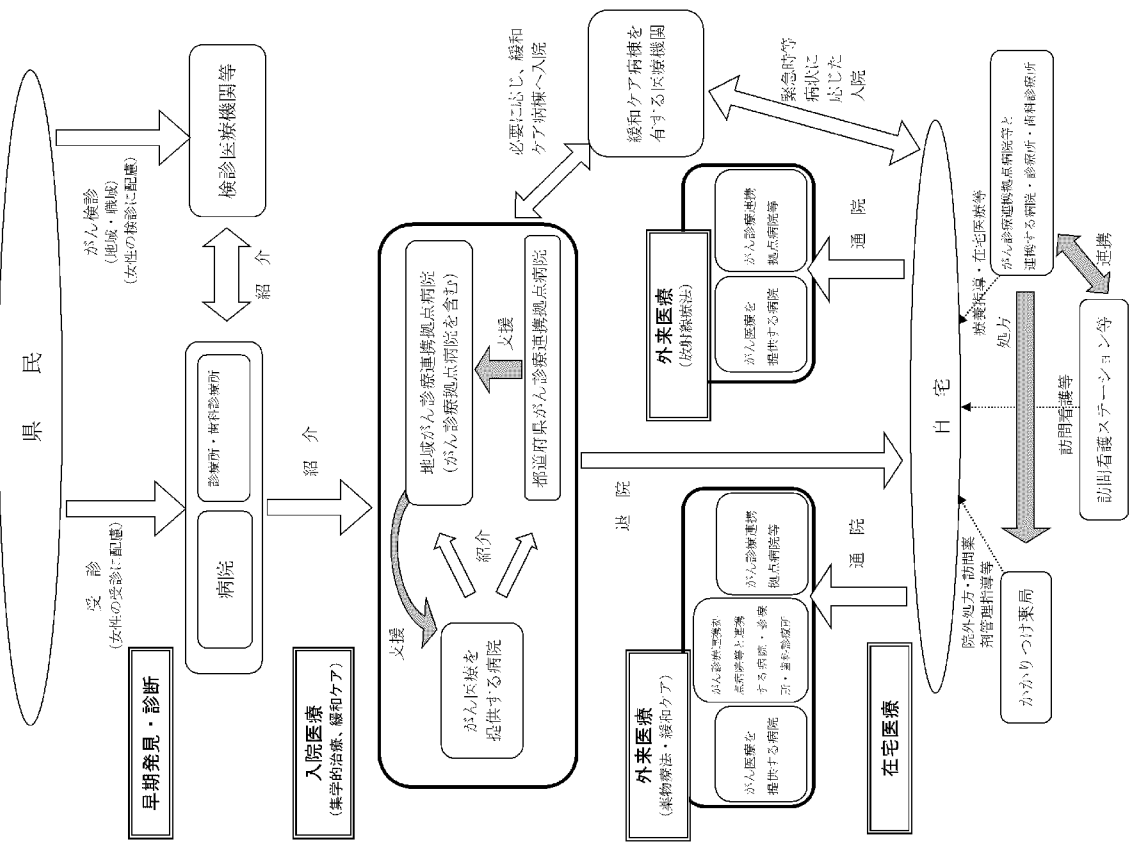 県民
がん検診
(地域・職域)
(女性の検診に配慮)
受診
(女性の受診に配慮)
早期発見・診断
検診医療機関等
紹介
診療所・歯科診療所
病院
紹介
入院医療
(集学的治療、緩和ケア)
必要に応じ、緩和
ケア病棟へ入院
緩和ケア病棟を
有する医療機関
緊急時等
病状に
応じた
入院
地域がん診療連携拠点病院
(がん診療拠点病院を含む)
支援
都道府県がん診療連携拠点病院
支援
紹介
がん医療を
提供する病院
退院
外来医療
(放射線療法)
がん診療連携
拠点病院等
がん医療を
提供する病院
通院
外来医療
(薬物療法・緩和ケア)
がん診療連携
拠点病院等
がん診療連携拠
点病院等と連携
する病院・診療
所・歯科診療所
がん医療を
提供する病院
通院
在宅医療
自宅
療養指導・在宅医療等
がん診療連携拠点病院等と
連携する病院・診療所・歯科診療所
処方
連携
訪問看護等
訪問看護ステーション等
院外処方・訪問薬
剤管理指導等
かかりつけ薬局